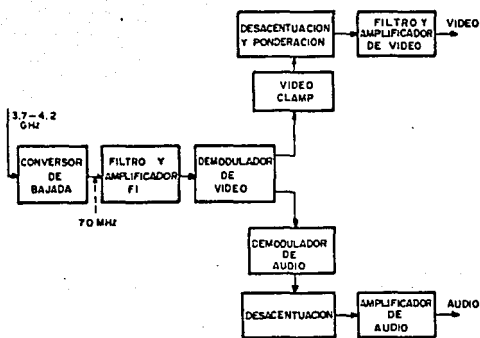 DESACENTUACION
Y PONDERACION
FILTRO Y
AMPLIFICADOR
DE VIDEO
VIDEO
VIDEO
CLAMP
3.7-4.2
GHz
CONVERSOR
DE
BAJADA
70 MHz
FILTRO Y
AMPLIFICADOR
FI
DEMODULADOR
DE
VIDEO
DEMODULADOR
DE
AUDIO
DESACENTUACION
AMPLIFICADOR
DE
AUDIO
AUDIO